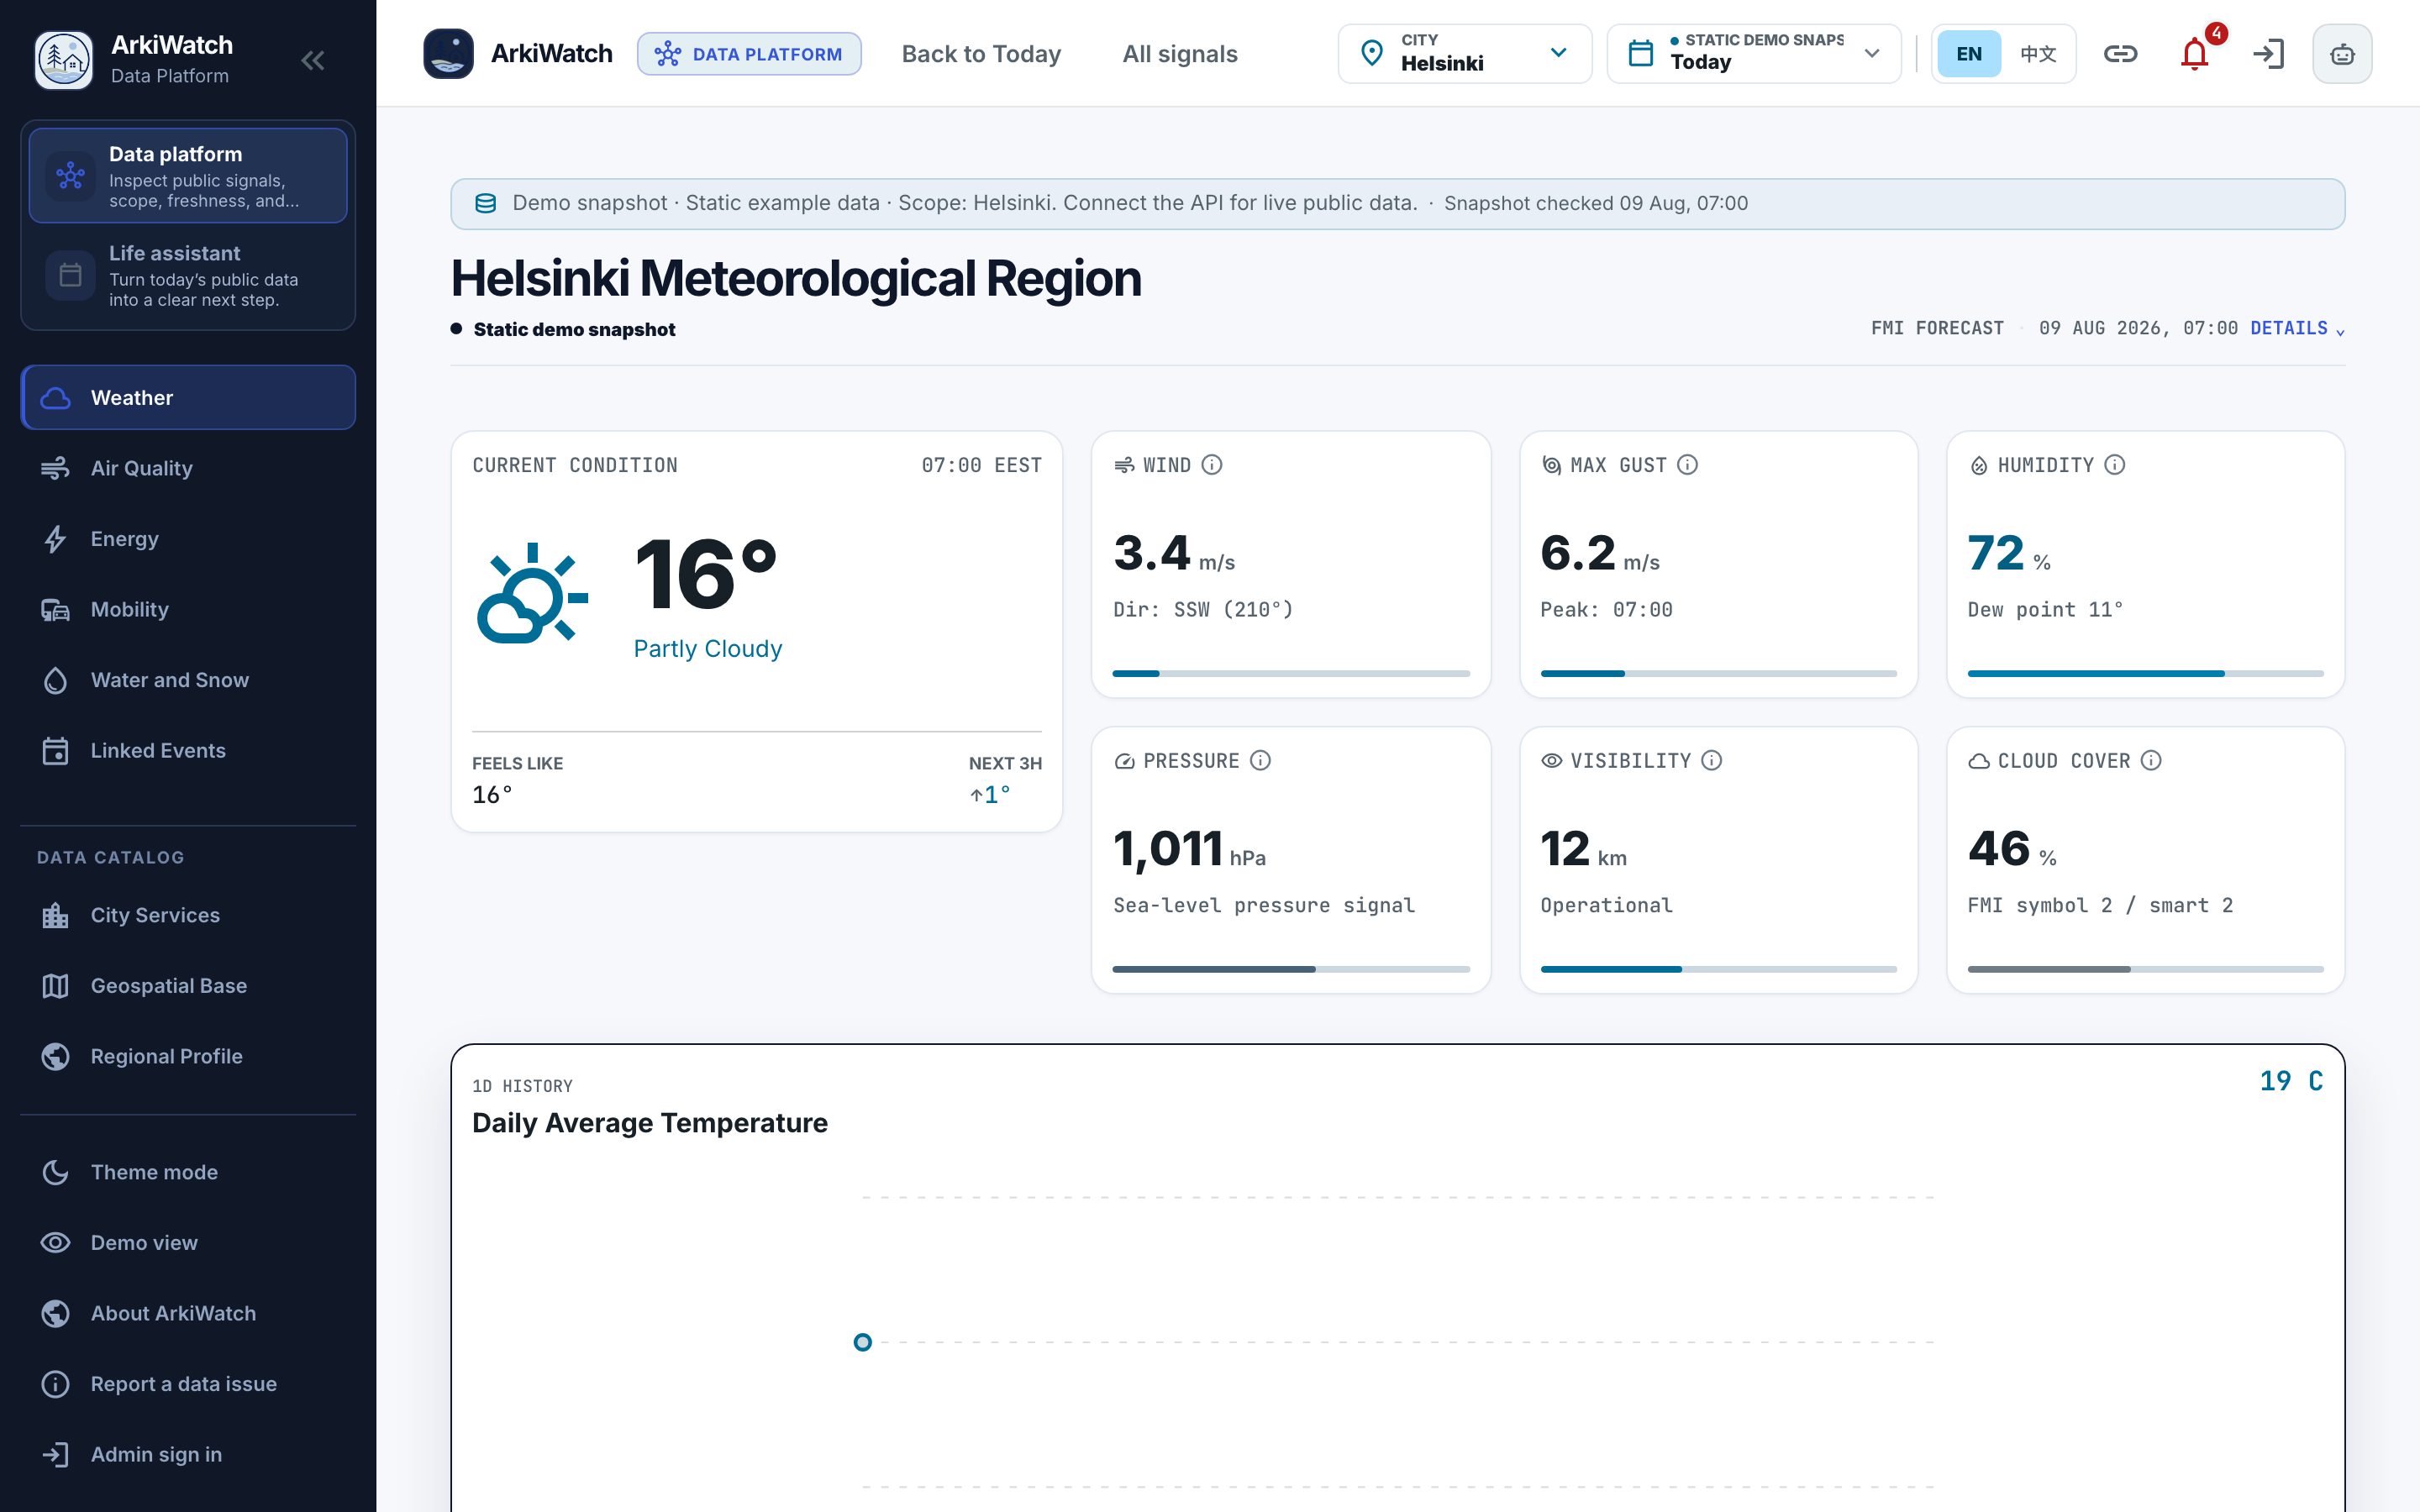 ArkiWatch
Data Platform
Data platform
Inspect public signals,
scope, freshness, and...
Life assistant
Turn today's public data
into a clear next step.
Weather
Air Quality
Energy
Mobility
Water and Snow
Linked Events
DATA CATALOG
City Services
Geospatial Base
Regional Profile
Theme mode
Demo view
About ArkiWatch
Report a data issue
Admin sign in
ArkiWatch
DATA PLATFORM
Back to Today
All signals
CITY
Helsinki
STATIC DEMO SNAPS
Today
EN
中文
4
Demo snapshot · Static example data · Scope: Helsinki. Connect the API for live public data. · Snapshot checked 09 Aug, 07:00
Helsinki Meteorological Region
Static demo snapshot
FMI FORECAST · 09 AUG 2026, 07:00 DETAILS
CURRENT CONDITION
07:00 EEST
16°
Partly Cloudy
FEELS LIKE
16°
NEXT 3H
↑1°
WIND
3.4 m/s
Dir: SSW (210°)
MAX GUST
6.2 m/s
Peak: 07:00
HUMIDITY
72 %
Dew point 11°
PRESSURE
1,011 hPa
Sea-level pressure signal
VISIBILITY
12 km
Operational
CLOUD COVER
46 %
FMI symbol 2 / smart 2
1D HISTORY
Daily Average Temperature
19 C